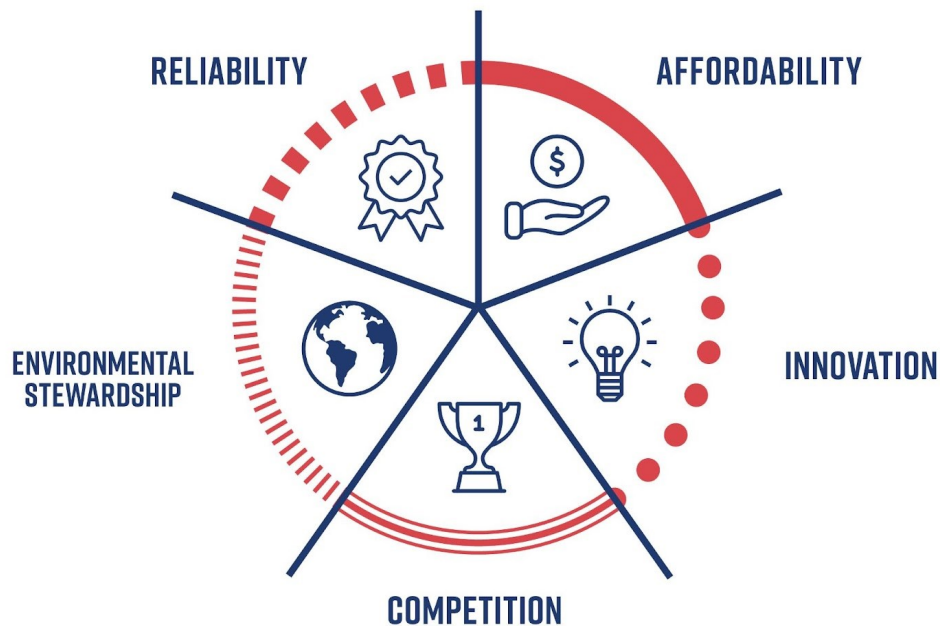 RELIABILITY
AFFORDABILITY
$
1
INNOVATION
ENVIRONMENTAL
STEWARDSHIP
COMPETITION